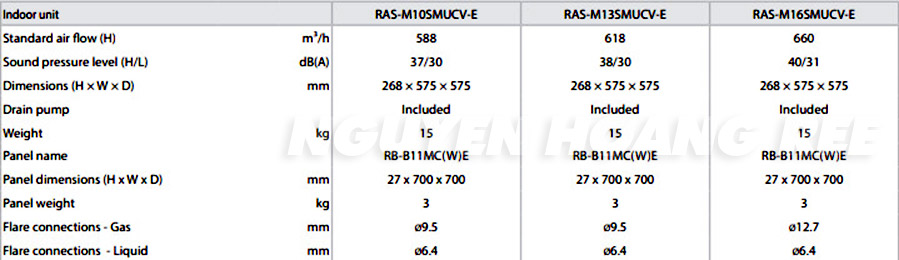 Indoor unit RAS-M10SMUCV-E RAS-M13SMUCV-E RAS-M16SMUCV-E
Standard air flow (H) m³/h 588 618 660
Sound pressure level (H/L) dB(A) 37/30 38/30 40/31
Dimensions (H × W × D) mm 268 × 575 × 575 268 × 575 × 575 268 × 575 × 575
Drain pump Included Included Included
NGUYEN HOANG REE
Weight kg 15 15 15
Panel name RB-B11MC(W)E RB-B11MC(W)E RB-B11MC(W)E
Panel dimensions (H x W x D) mm 27 x 700 x 700 27 x 700 x 700 27 x 700 x 700
Panel weight kg 3 3 3
Flare connections - Gas mm ø9.5 ø9.5 ø12.7
Flare connections - Liquid mm ø6.4 ø6.4 ø6.4